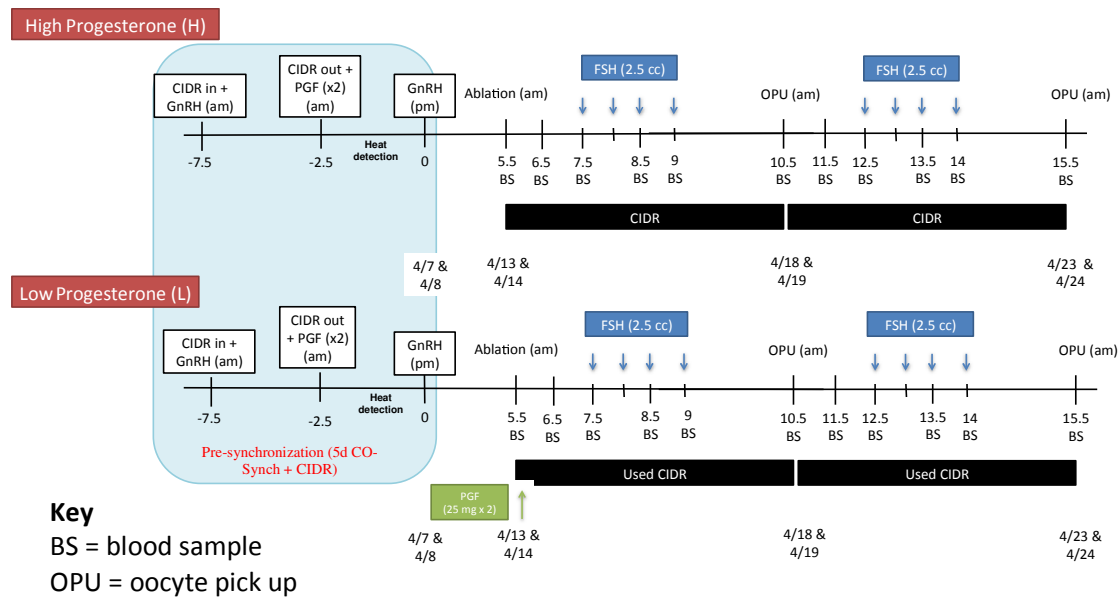 High Progesterone (H)
CIDR in +
GnRH (am)
CIDR out +
PGF (x2)
(am)
GnRH
(pm)
Heat
detection
-7.5
-2.5
0
Ablation (am)
FSH (2.5 cc)
OPU (am)
FSH (2.5 cc)
OPU (am)
5.5
BS
6.5
BS
7.5
BS
8.5
BS
9
BS
10.5
BS
11.5
BS
12.5
BS
13.5
BS
14
BS
15.5
BS
CIDR
CIDR
4/7 &
4/8
4/13 &
4/14
4/18 &
4/19
4/23 &
4/24
Low Progesterone (L)
CIDR in +
GnRH (am)
CIDR out
+ PGF (x2)
(am)
GnRH
(pm)
Heat
detection
-7.5
-2.5
0
Ablation (am)
FSH (2.5 cc)
OPU (am)
FSH (2.5 cc)
OPU (am)
5.5
BS
6.5
BS
7.5
BS
8.5
BS
9
BS
10.5
BS
11.5
BS
12.5
BS
13.5
BS
14
BS
15.5
BS
Pre-synchronization (5d CO-
Synch + CIDR)
Used CIDR
Used CIDR
PGF
(25 mg x 2)
4/7 &
4/8
4/13 &
4/14
4/18 &
4/19
4/23 &
4/24
Key
BS = blood sample
OPU = oocyte pick up